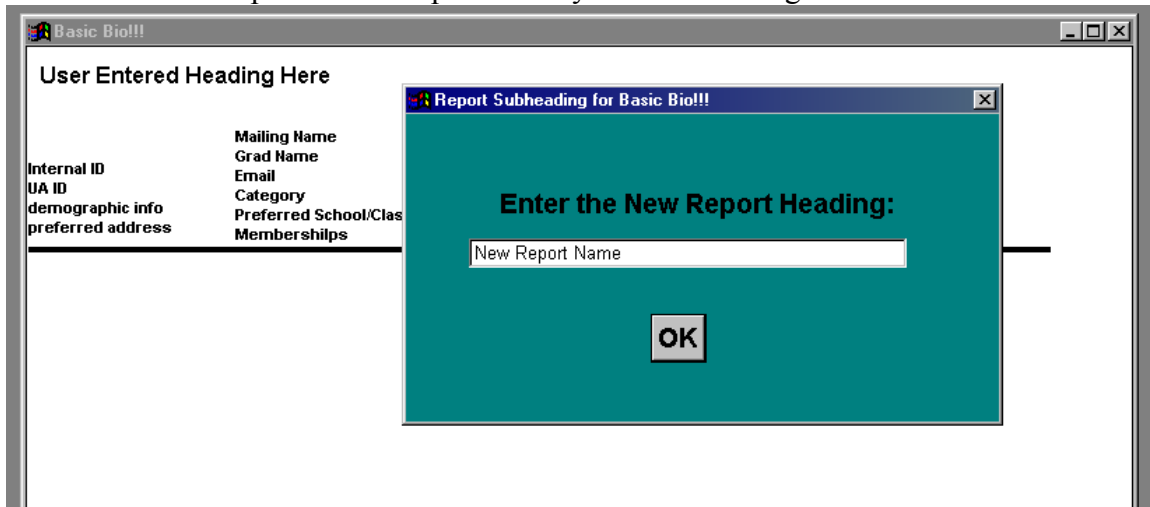 Basic Bio!!!
User Entered Heading Here
Report Subheading for Basic Bio!!!
Mailing Name
Grad Name
Internal ID
Email
UA ID
Category
demographic info
Preferred School/Clas
preferred address
Membershilps
Enter the New Report Heading:
New Report Name
OK